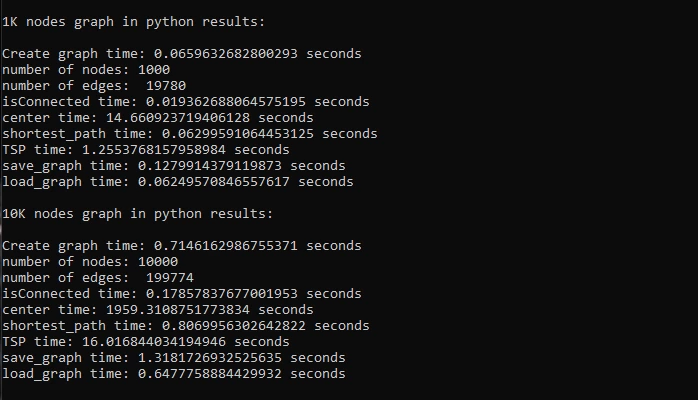 1K nodes graph in python results:
Create graph time: 0.0659632682800293 seconds
number of nodes: 1000
number of edges:  19780
isConnected time: 0.019362688064575195 seconds
center time: 14.660923719406128 seconds
shortest_path time: 0.06299591064453125 seconds
TSP time: 1.2553768157958984 seconds
save_graph time: 0.1279914379119873 seconds
load_graph time: 0.06249570846557617 seconds
10K nodes graph in python results:
Create graph time: 0.7146162986755371 seconds
number of nodes: 10000
number of edges:  199774
isConnected time: 0.17857837677001953 seconds
center time: 1959.3108751773834 seconds
shortest_path time: 0.8069956302642822 seconds
TSP time: 16.016844034194946 seconds
save_graph time: 1.3181726932525635 seconds
load_graph time: 0.6477758884429932 seconds